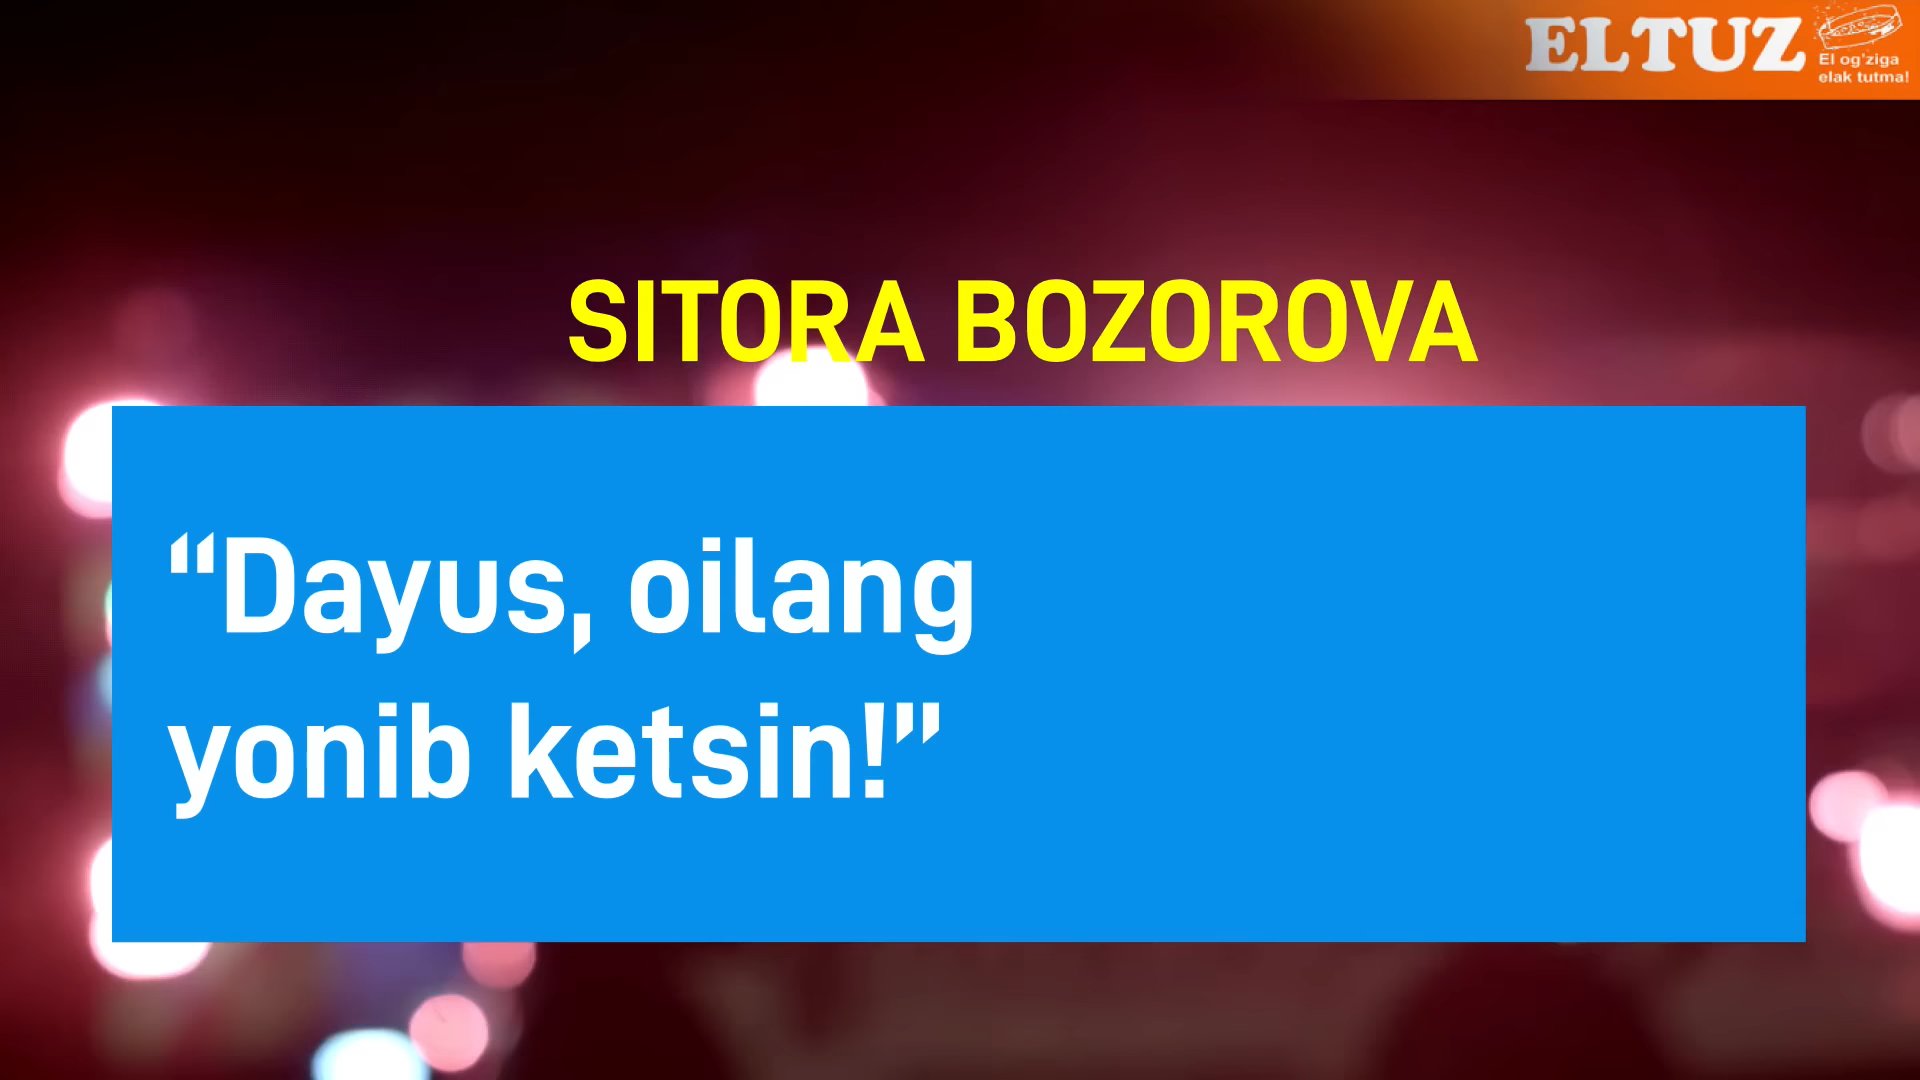 ELTUZ
El og'ziga
elak tutma!
SITORA BOZOROVA
“Dayus, oilang
yonib ketsin!”